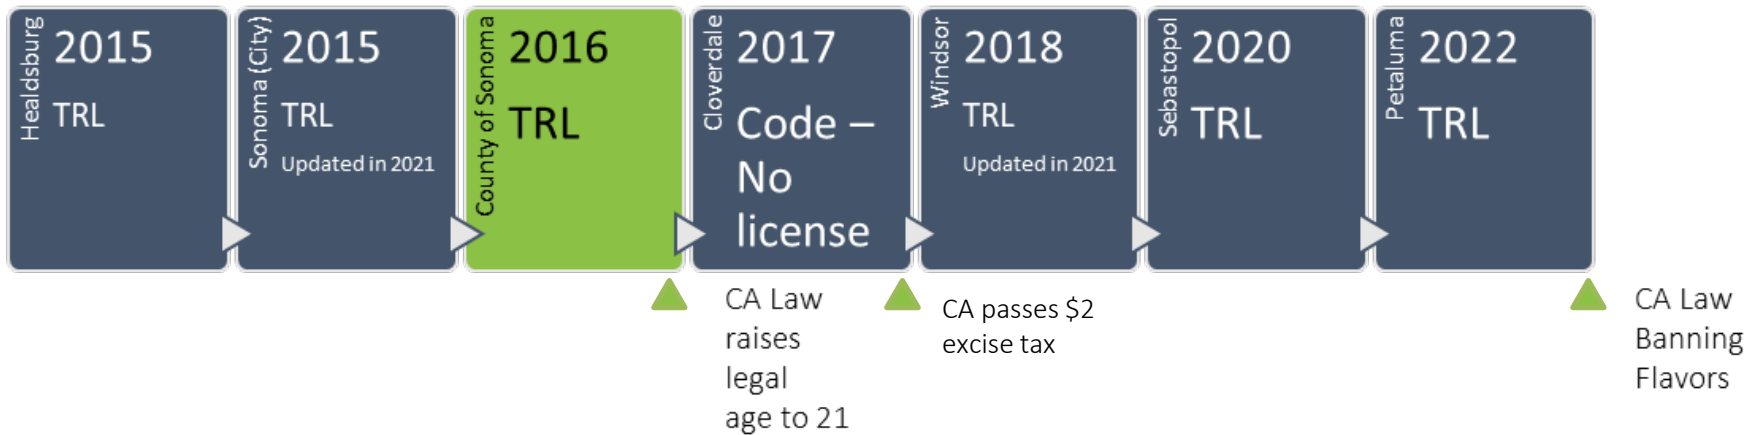 Healdsburg
2015
TRL
Sonoma (City)
2015
TRL
Updated in 2021
County of Sonoma
2016
TRL
Cloverdale
2017
Code –
No
license
Windsor
2018
TRL
Updated in 2021
Sebastopol
2020
TRL
Petaluma
2022
TRL
CA Law
raises
legal
age to 21
CA passes $2
excise tax
CA Law
Banning
Flavors